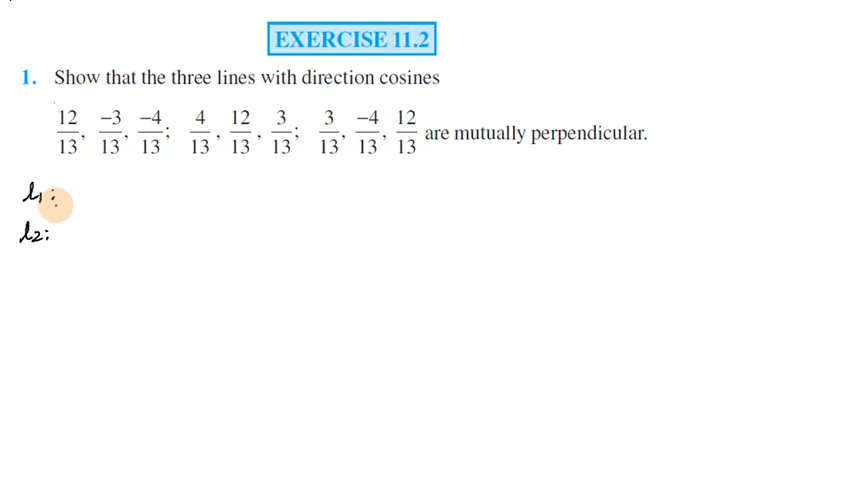 EXERCISE 11.2
1. Show that the three lines with direction cosines
12/13, −3/13, −4/13; 4/13, 12/13, 3/13; 3/13, −4/13, 12/13 are mutually perpendicular.
l₁:
l₂: